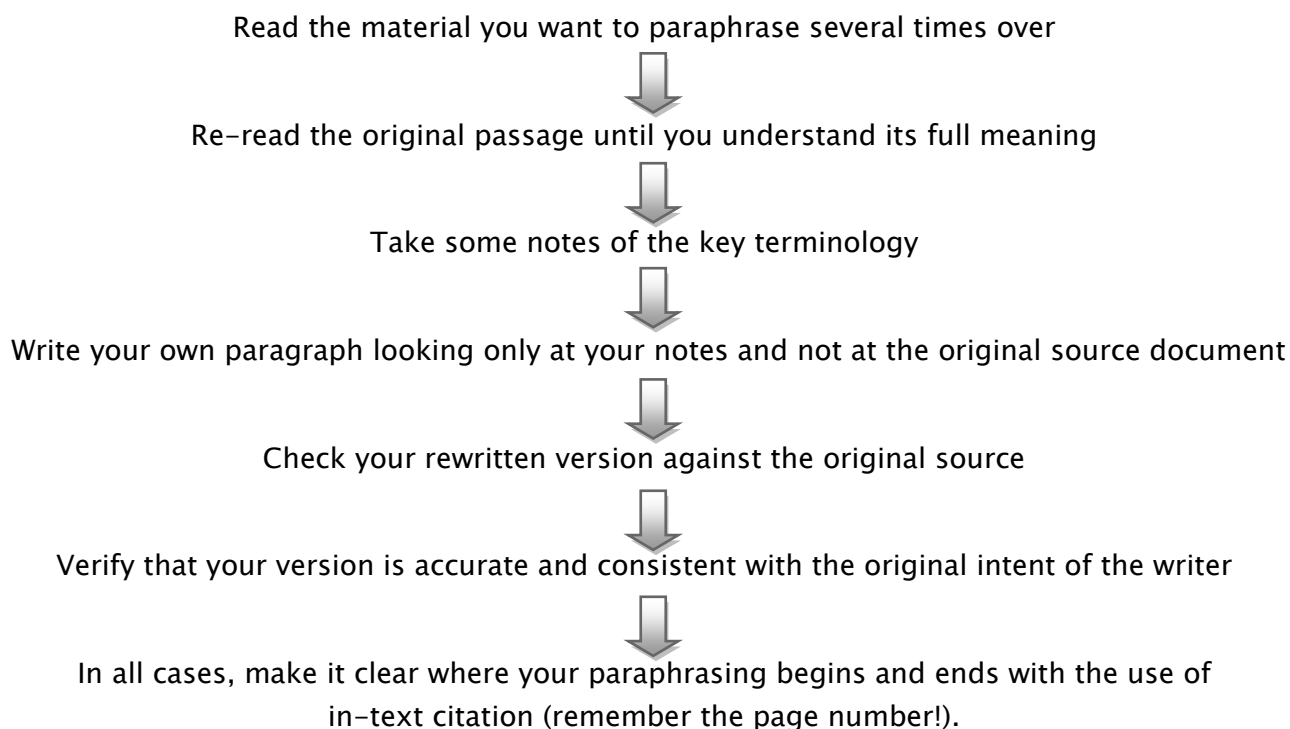 Read the material you want to paraphrase several times over
Re-read the original passage until you understand its full meaning
Take some notes of the key terminology
Write your own paragraph looking only at your notes and not at the original source document
Check your rewritten version against the original source
Verify that your version is accurate and consistent with the original intent of the writer
In all cases, make it clear where your paraphrasing begins and ends with the use of
in-text citation (remember the page number!).